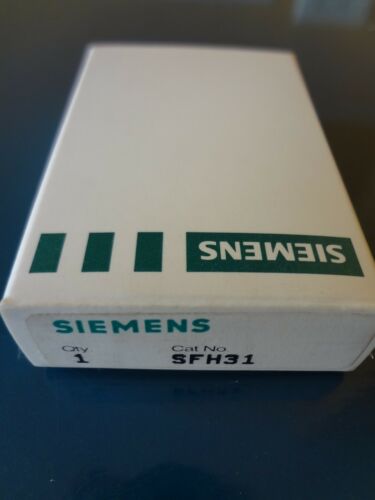 SIEMENS
SIEMENS
Qty Cat No
1 SFH31